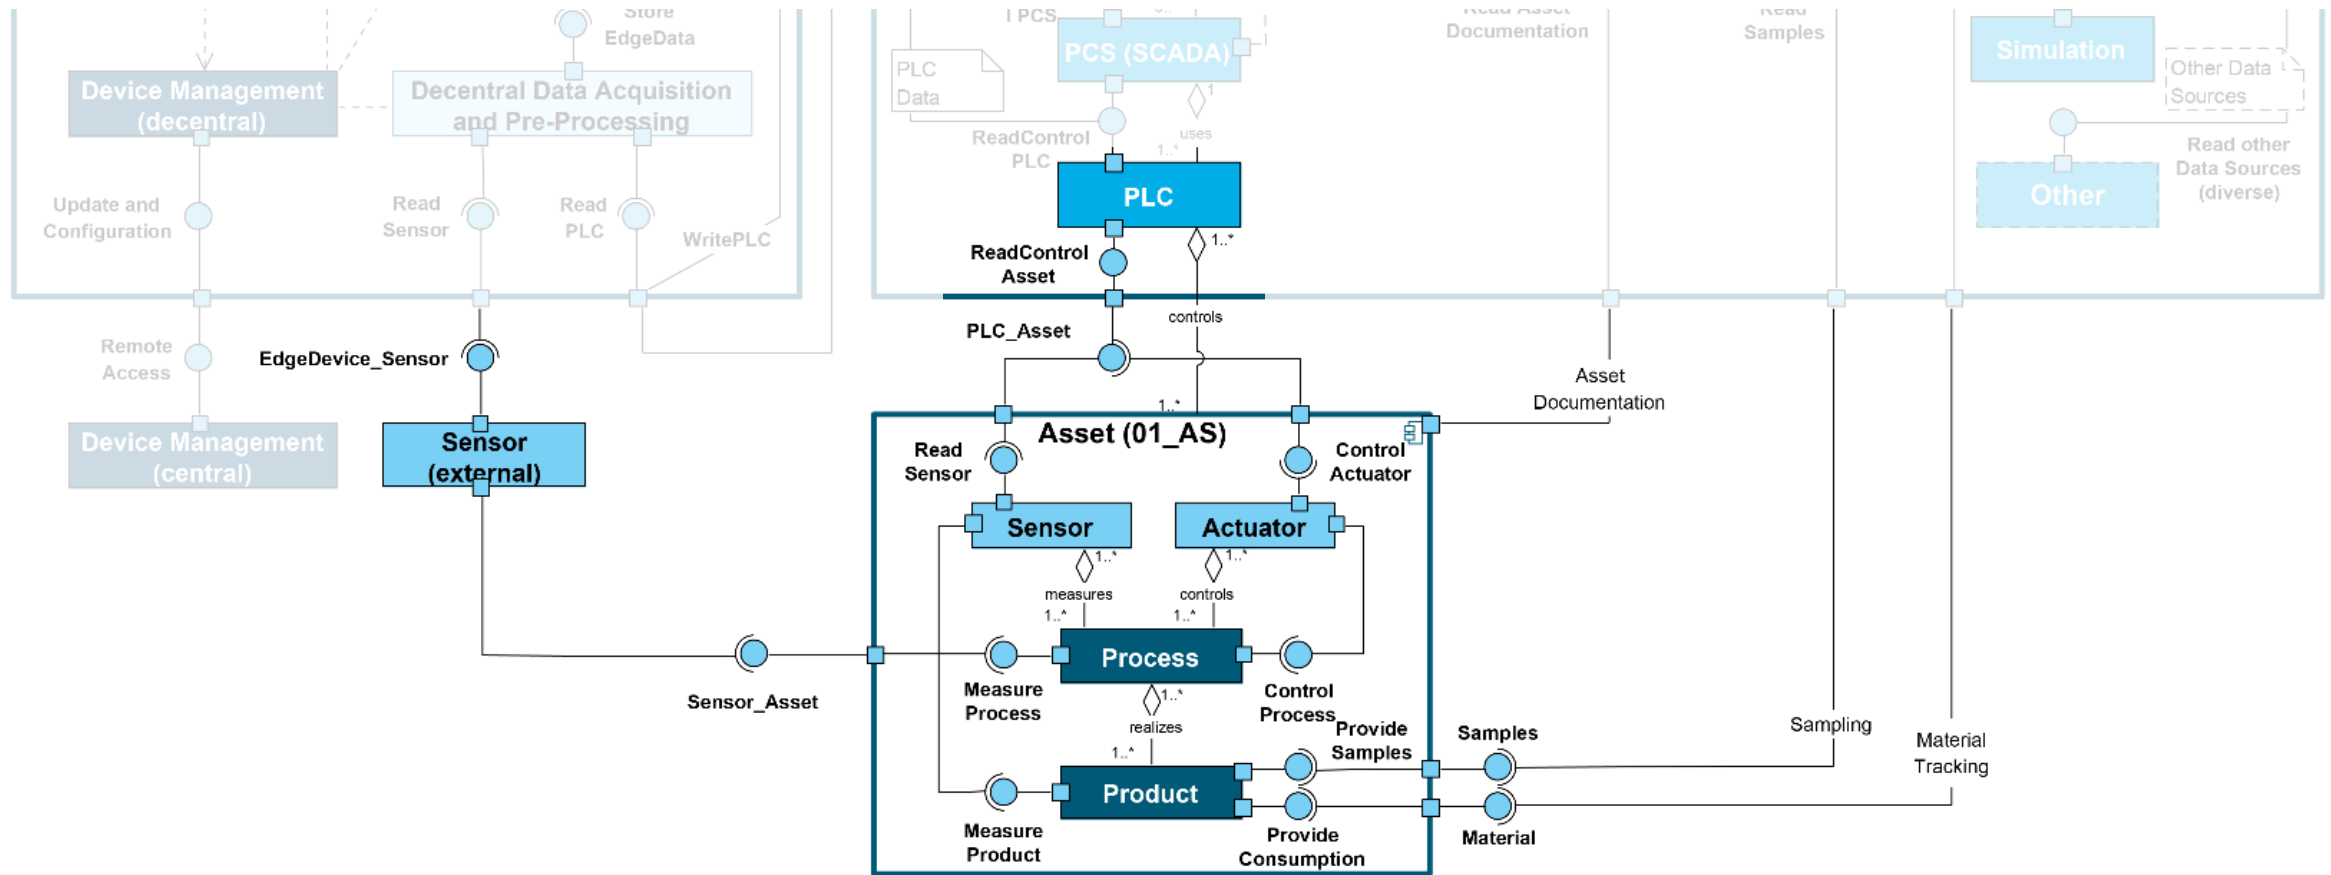 Store
EdgeData
Device Management
(decentral)
Decentral Data Acquisition
and Pre-Processing
Update and
Configuration
Read
Sensor
Read
PLC
WritePLC
Remote
Access
Device Management
(central)
EdgeDevice_Sensor
Sensor
(external)
Sensor_Asset
PCS
PCS (SCADA)
PLC
Data
1
uses
1..*
ReadControl
PLC
PLC
1..*
ReadControl
Asset
controls
PLC_Asset
1..*
Read Asset
Documentation
Read
Samples
Simulation
Other Data
Sources
Read other
Data Sources
(diverse)
Other
Asset
Documentation
Asset (01_AS)
Read
Sensor
Control
Actuator
Sensor
Actuator
1..*
1..*
measures
controls
1..*
1..*
Process
Measure
Process
Control
Process
1..*
realizes
1..*
Provide
Samples
Samples
Sampling
Material
Tracking
Product
Measure
Product
Provide
Consumption
Material